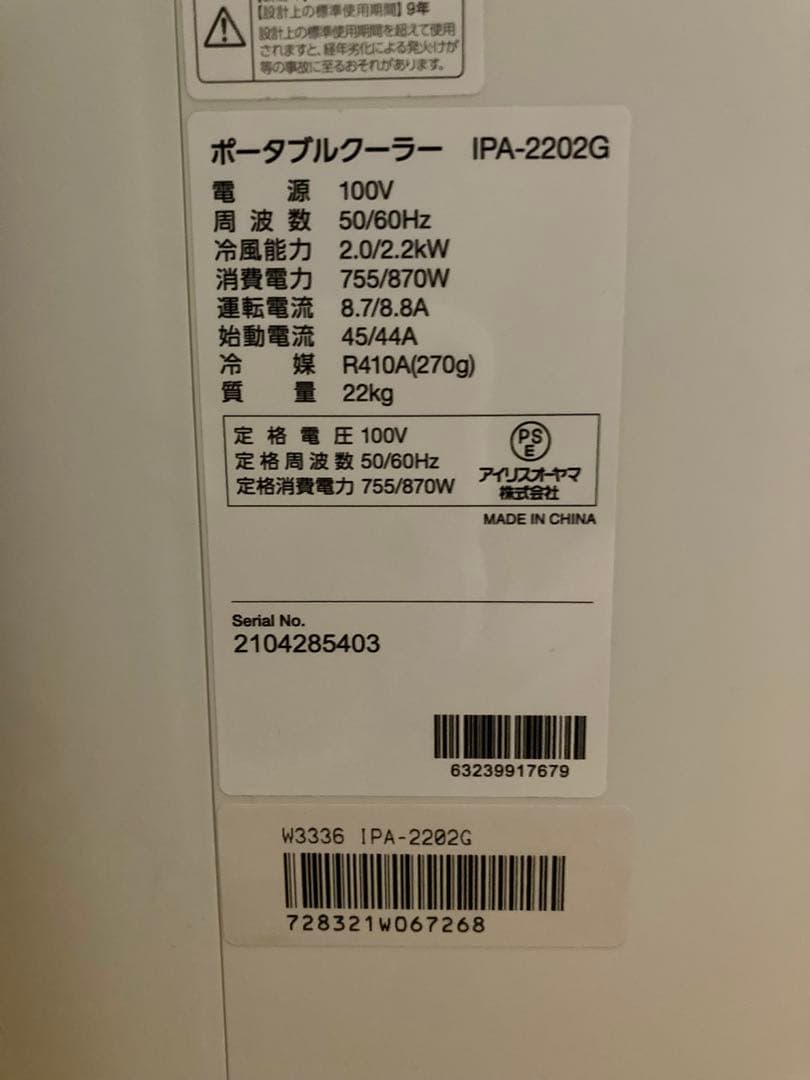 【設計上の標準使用期間】9年
設計上の標準使用期間を超えて使用
されますと、経年劣化による発火けが
等の事故に至るおそれがあります。
ポータブルクーラー IPA-2202G
電源 100V
周波数 50/60Hz
冷風能力 2.0/2.2kW
消費電力 755/870W
運転電流 8.7/8.8A
始動電流 45/44A
冷媒 R410A(270g)
質量 22kg
定格電圧 100V
定格周波数 50/60Hz
定格消費電力 755/870W
PS
E
アイリスオーヤマ
株式会社
MADE IN CHINA
Serial No.
2104285403
63239917679
W3336 IPA-2202G
728321W067268